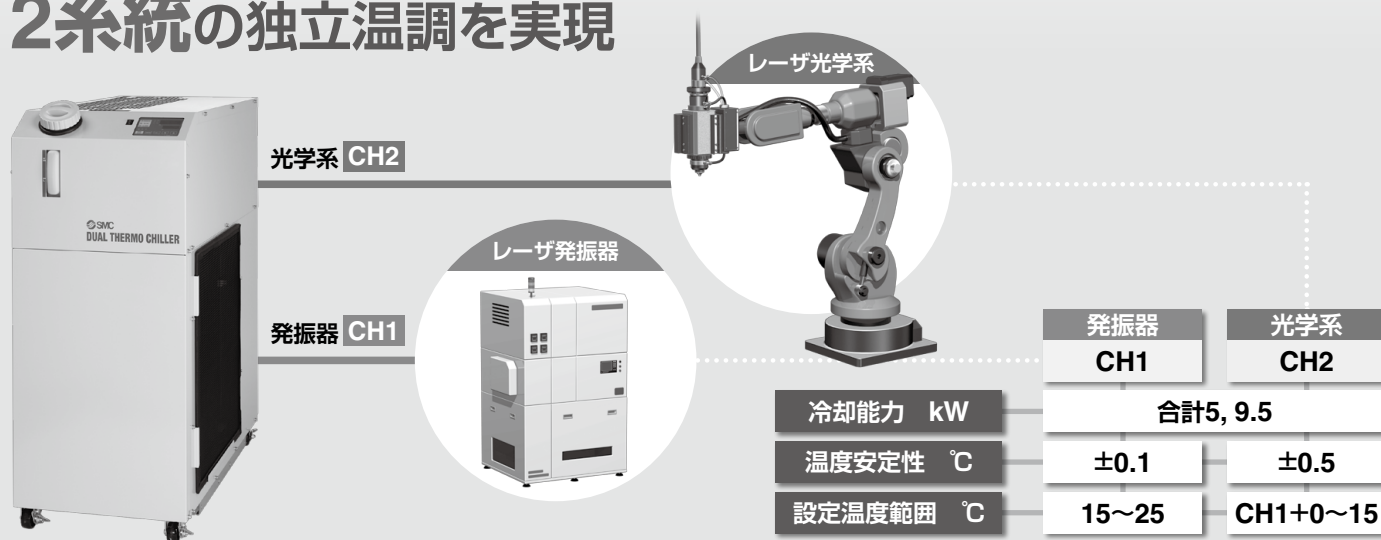 2系統の独立温調を実現
レーザ光学系
光学系 CH2
SMC
DUAL THERMO CHILLER
レーザ発振器
発振器 CH1
発振器 光学系
CH1 CH2
冷却能力 kW 合計5, 9.5
温度安定性 ℃ ±0.1 ±0.5
設定温度範囲 ℃ 15～25 CH1+0～15